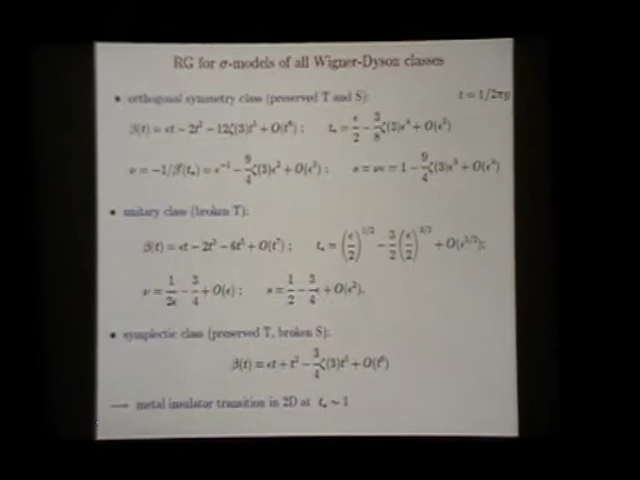 RG for σ-models of all Wigner-Dyson classes
• orthogonal symmetry class (preserved T and S): t = 1/2πg
β(t) = ϵt − 2t² − 12ζ(3)t⁵ + O(t⁶) ; t* = ϵ/2 − 3/8 ζ(3)ϵ⁴ + O(ϵ⁵)
ν = −1/β′(t*) = ϵ⁻¹ − 9/4 ζ(3)ϵ² + O(ϵ³) ; s = νϵ = 1 − 9/4 ζ(3)ϵ³ + O(ϵ⁴)
• unitary class (broken T):
β(t) = ϵt − 2t³ − 6t⁵ + O(t⁷) ; t* = (ϵ/2)^{1/2} − 3/2 (ϵ/2)^{3/2} + O(ϵ^{5/2});
ν = 1/2ϵ − 3/4 + O(ϵ) ; s = 1/2 − 3/4 ϵ + O(ϵ²).
• symplectic class (preserved T, broken S):
β(t) = ϵt + t² − 3/4 ζ(3)t⁵ + O(t⁶)
⟶ metal insulator transition in 2D at t* ∼ 1